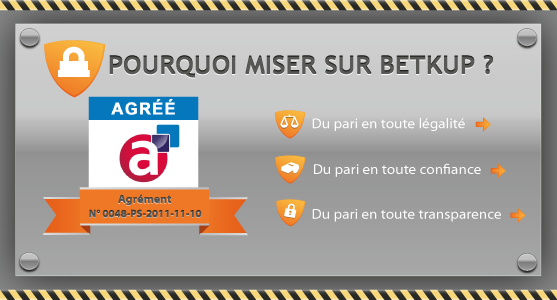 POURQUOI MISER SUR BETKUP ?
AGRÉÉ
a
Agrément
N° 0048-PS-2011-11-10
Du pari en toute légalité
Du pari en toute confiance
Du pari en toute transparence